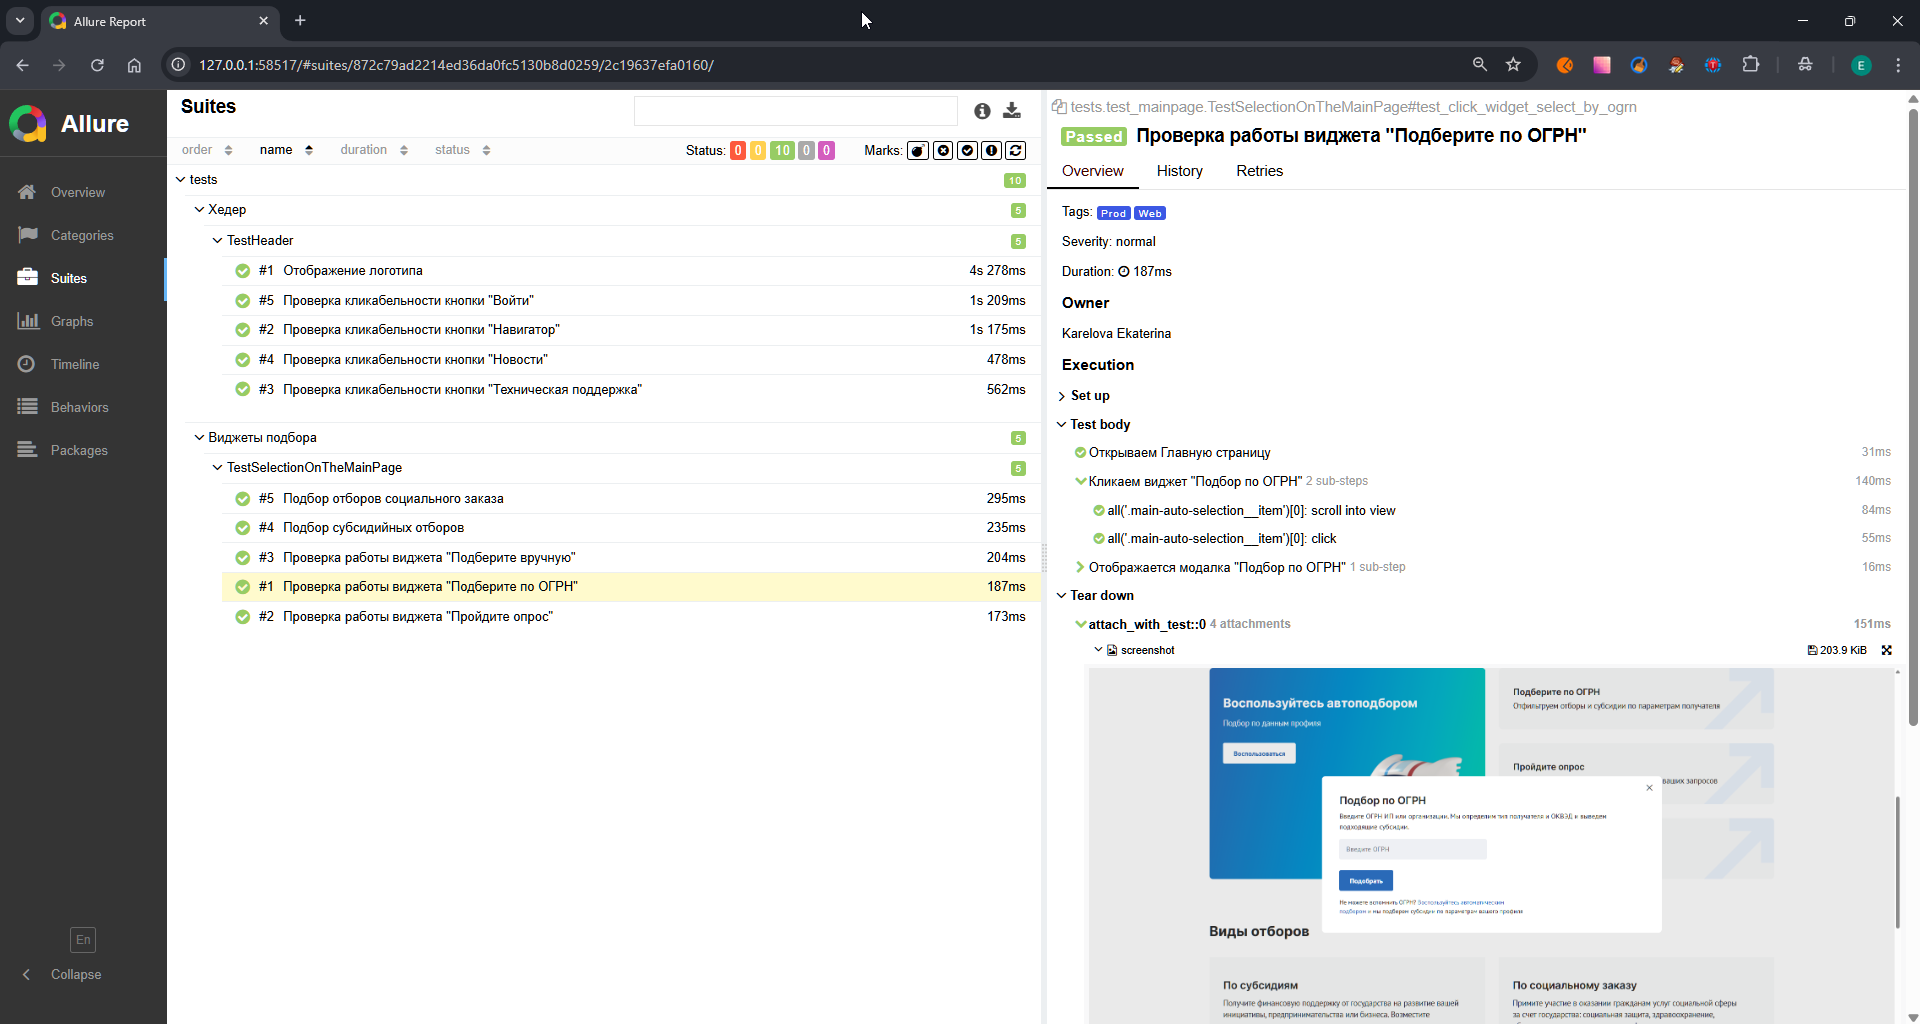 Allure Report
127.0.0.1:58517/#suites/872c79ad2214ed36da0fc5130b8d0259/2c19637efa0160/
E
Allure
Overview
Categories
Suites
Graphs
Timeline
Behaviors
Packages
En
Collapse
Suites
order name duration status Status: 0 0 10 0 0 Marks:
tests 10
Хедер 5
TestHeader 5
#1 Отображение логотипа 4s 278ms
#5 Проверка кликабельности кнопки "Войти" 1s 209ms
#2 Проверка кликабельности кнопки "Навигатор" 1s 175ms
#4 Проверка кликабельности кнопки "Новости" 478ms
#3 Проверка кликабельности кнопки "Техническая поддержка" 562ms
Виджеты подбора 5
TestSelectionOnTheMainPage 5
#5 Подбор отборов социального заказа 295ms
#4 Подбор субсидийных отборов 235ms
#3 Проверка работы виджета "Подберите вручную" 204ms
#1 Проверка работы виджета "Подберите по ОГРН" 187ms
#2 Проверка работы виджета "Пройдите опрос" 173ms
tests.test_mainpage.TestSelectionOnTheMainPage#test_click_widget_select_by_ogrn
Passed Проверка работы виджета "Подберите по ОГРН"
Overview History Retries
Tags: Prod Web
Severity: normal
Duration: 187ms
Owner
Karelova Ekaterina
Execution
Set up
Test body
Открываем Главную страницу 31ms
Кликаем виджет "Подбор по ОГРН" 2 sub-steps 140ms
all('.main-auto-selection__item')[0]: scroll into view 84ms
all('.main-auto-selection__item')[0]: click 55ms
Отображается модалка "Подбор по ОГРН" 1 sub-step 16ms
Tear down
attach_with_test::0 4 attachments 151ms
screenshot 203.9 KiB
Воспользуйтесь автоподбором
Подбор по данным профиля
Воспользоваться
Подберите по ОГРН
Отфильтруем отборы и субсидии по параметрам получателя
Пройдите опрос
ваших запросов
Подбор по ОГРН
Введите ОГРН ИП или организации. Мы определим тип получателя и ОКВЭД и выведем
подходящие субсидии.
Введите ОГРН
Подобрать
Не можете вспомнить ОГРН? Воспользуйтесь автоматическим
подбором и мы подберем субсидии по параметрам вашего профиля
Виды отборов
По субсидиям
Получите финансовую поддержку от государства на развитие вашей
инициативы, предпринимательства или бизнеса. Возместите
По социальному заказу
Примите участие в оказании гражданам услуг социальной сферы
за счет государства: социальная защита, здравоохранение,